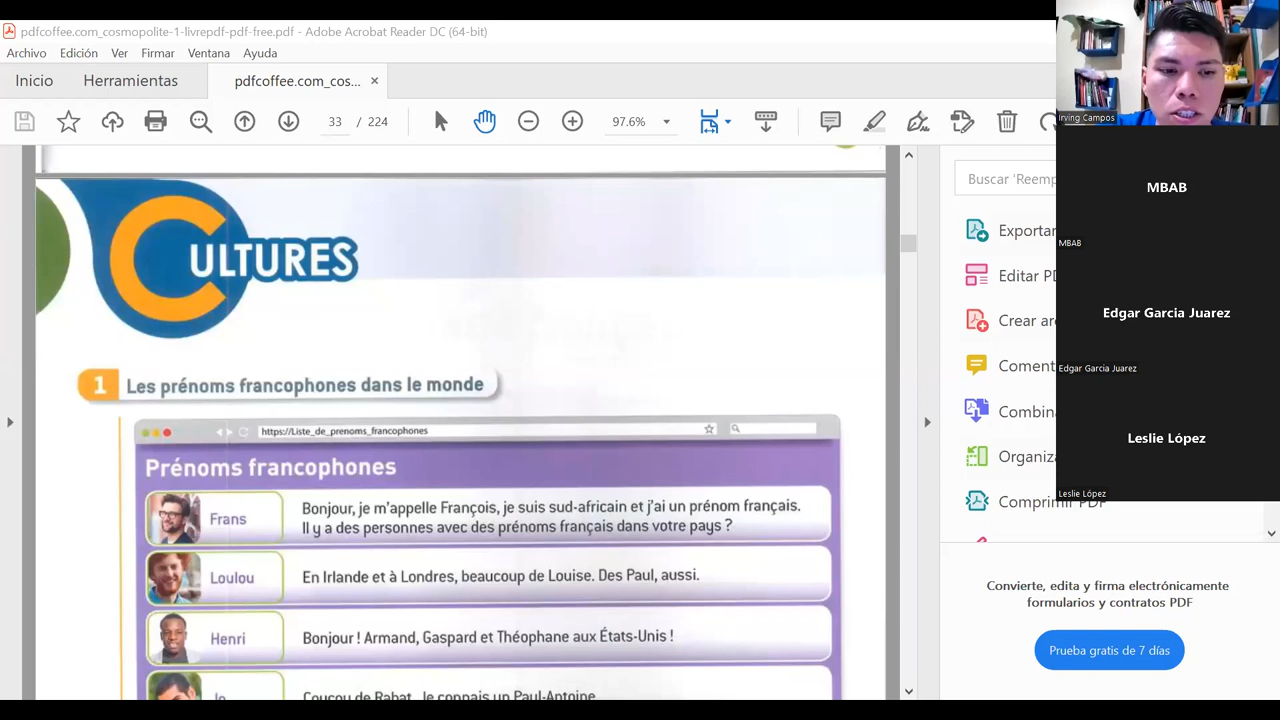 pdfcoffee.com_cosmopolite-1-livrepdf-pdf-free.pdf - Adobe Acrobat Reader DC (64-bit)
Archivo Edición Ver Firmar Ventana Ayuda
Inicio Herramientas pdfcoffee.com_cos... ×
33 / 224 97.6%
CULTURES
1 Les prénoms francophones dans le monde
https://Liste_de_prenoms_francophones
Prénoms francophones
Frans
Bonjour, je m'appelle François, je suis sud-africain et j'ai un prénom français.
Il y a des personnes avec des prénoms français dans votre pays ?
Loulou
En Irlande et à Londres, beaucoup de Louise. Des Paul, aussi.
Henri
Bonjour ! Armand, Gaspard et Théophane aux États-Unis !
Jo
Coucou de Rabat. Je connais un Paul-Antoine.
Buscar 'Reemp
Exportar
Editar PD
Crear ar
Coment
Combina
Organiza
Comprimir PDF
Convierte, edita y firma electrónicamente
formularios y contratos PDF
Prueba gratis de 7 días
Irving Campos
MBAB
MBAB
Edgar Garcia Juarez
Edgar Garcia Juarez
Leslie López
Leslie López